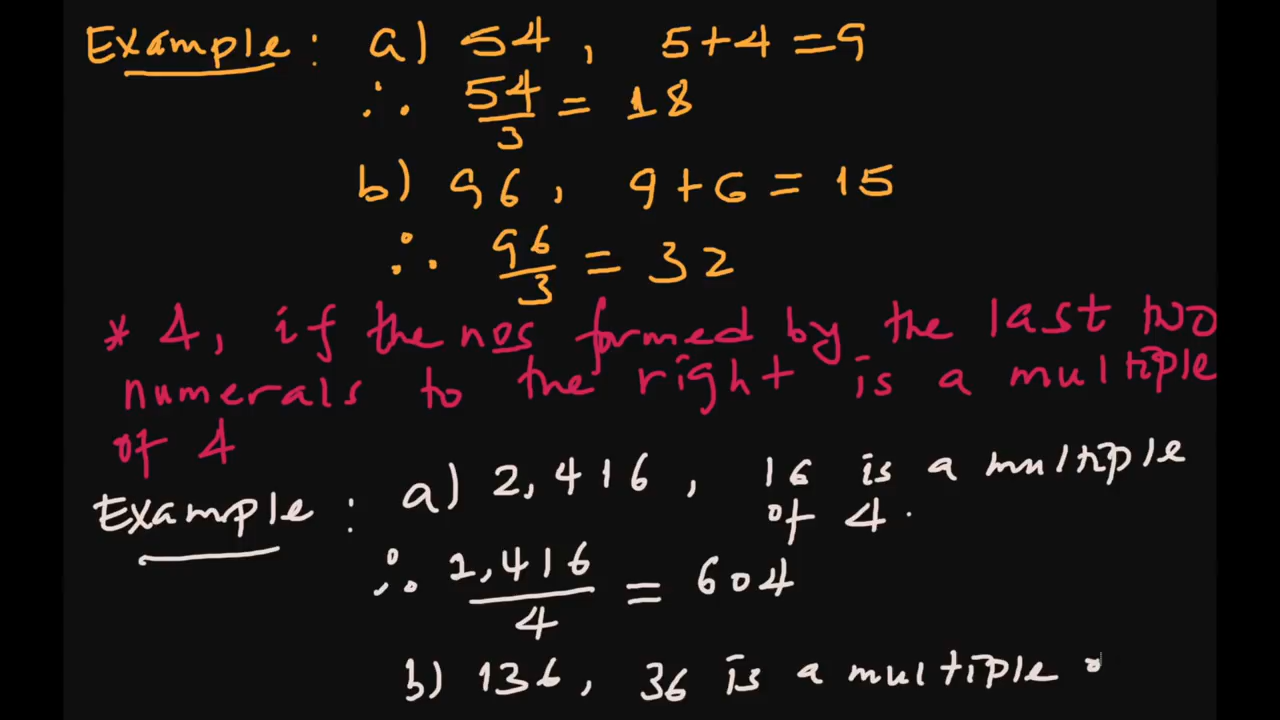 Example: a) 54, 5+4=9
∴ 54/3 = 18
b) 96, 9+6=15
∴ 96/3 = 32
* 4, if the nos formed by the last two
numerals to the right is a multiple
of 4
Example: a) 2,416, 16 is a multiple
of 4.
∴ 2,416/4 = 604
b) 136, 36 is a multiple